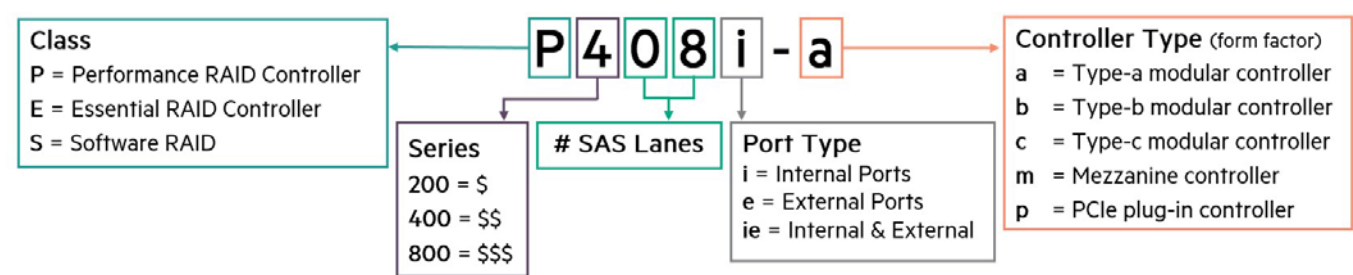 P408i-a
Class
P = Performance RAID Controller
E = Essential RAID Controller
S = Software RAID
Series
200 = $
400 = $$
800 = $$$
# SAS Lanes
Port Type
i = Internal Ports
e = External Ports
ie = Internal & External
Controller Type (form factor)
a = Type-a modular controller
b = Type-b modular controller
c = Type-c modular controller
m = Mezzanine controller
p = PCIe plug-in controller